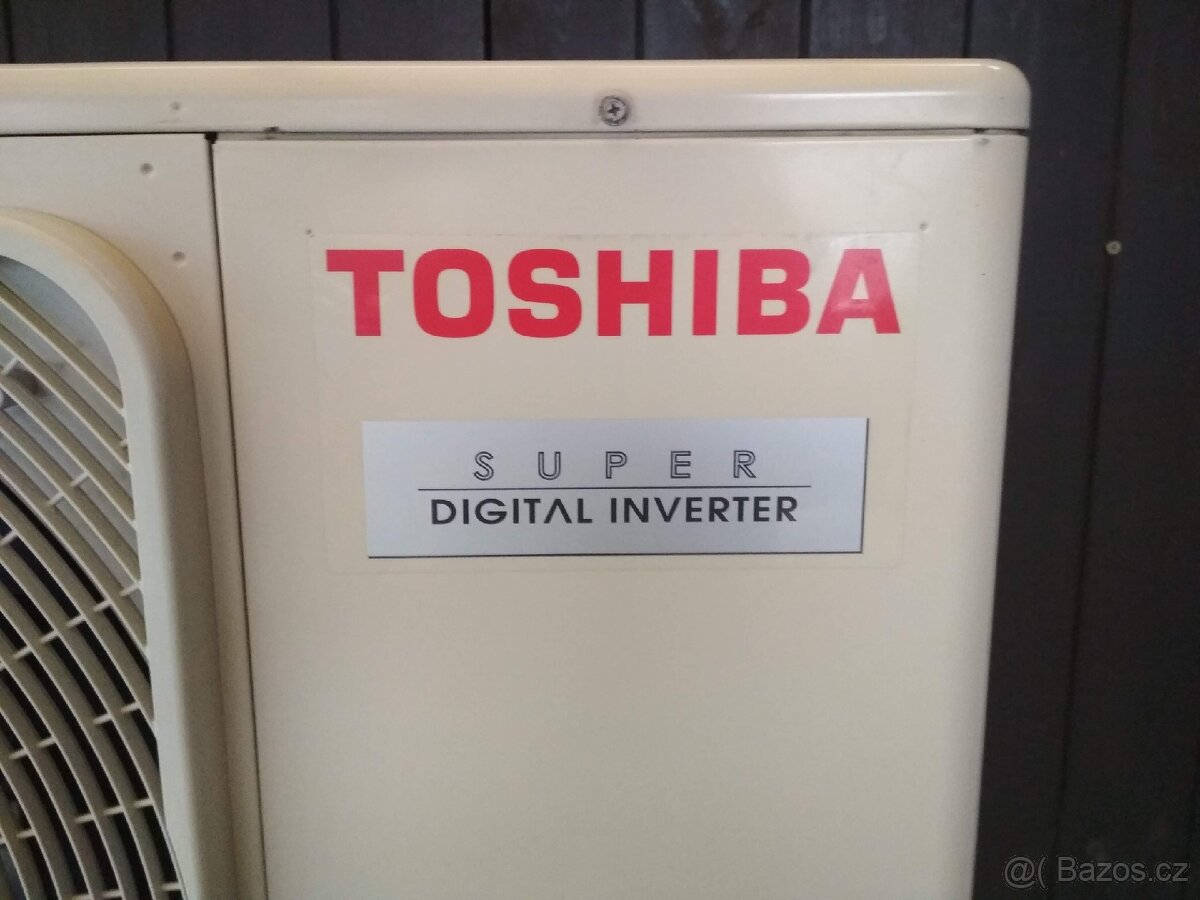 TOSHIBA
SUPER
DIGITAL INVERTER
@( Bazos.cz